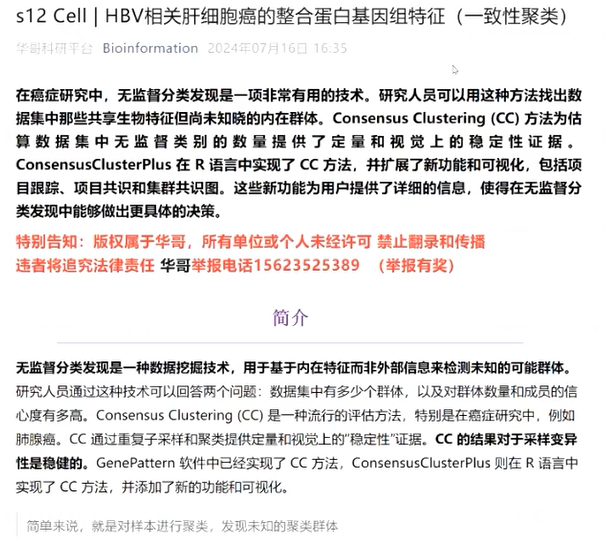 s12 Cell | HBV相关肝细胞癌的整合蛋白基因组特征（一致性聚类）
华哥科研平台 Bioinformation 2024年07月16日 16:35
在癌症研究中，无监督分类发现是一项非常有用的技术。研究人员可以用这种方法找出数
据集中那些共享生物特征但尚未知晓的内在群体。Consensus Clustering (CC) 方法为估
算数据集中无监督类别的数量提供了定量和视觉上的稳定性证据。
ConsensusClusterPlus 在 R 语言中实现了 CC 方法，并扩展了新功能和可视化，包括项
目跟踪、项目共识和集群共识图。这些新功能为用户提供了详细的信息，使得在无监督分
类发现中能够做出更具体的决策。
特别告知：版权属于华哥，所有单位或个人未经许可 禁止翻录和传播
违者将追究法律责任 华哥举报电话15623525389 （举报有奖）
简介
无监督分类发现是一种数据挖掘技术，用于基于内在特征而非外部信息来检测未知的可能群体。
研究人员通过这种技术可以回答两个问题：数据集中有多少个群体，以及对群体数量和成员的信
心度有多高。Consensus Clustering (CC) 是一种流行的评估方法，特别是在癌症研究中，例如
肺腺癌。CC 通过重复子采样和聚类提供定量和视觉上的“稳定性”证据。CC 的结果对于采样变异
性是稳健的。GenePattern 软件中已经实现了 CC 方法，ConsensusClusterPlus 则在 R 语言中
实现了 CC 方法，并添加了新的功能和可视化。
简单来说，就是对样本进行聚类，发现未知的聚类群体